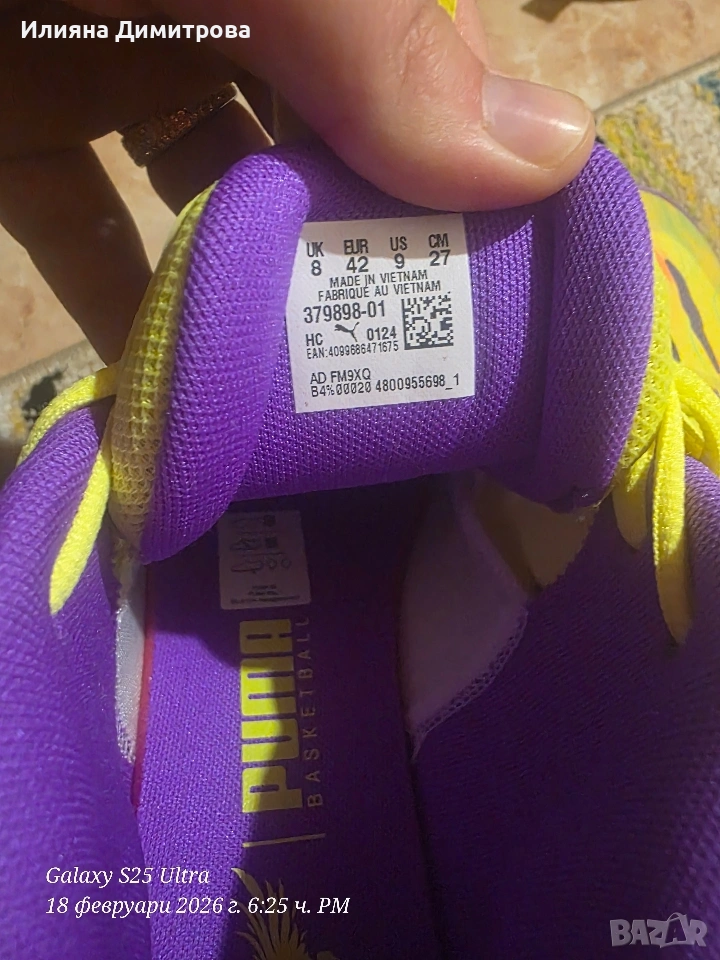 Илияна Димитрова
UK EUR US CM
8 42 9 27
MADE IN VIETNAM
FABRIQUÉ AU VIETNAM
379898-01
HC 0124
EAN:4099686471675
AD FM9XQ
B4%00020 4800955698_1
PUMA
BASKETBALL
Galaxy S25 Ultra
18 февруари 2026 г. 6:25 ч. PM
BAZAR